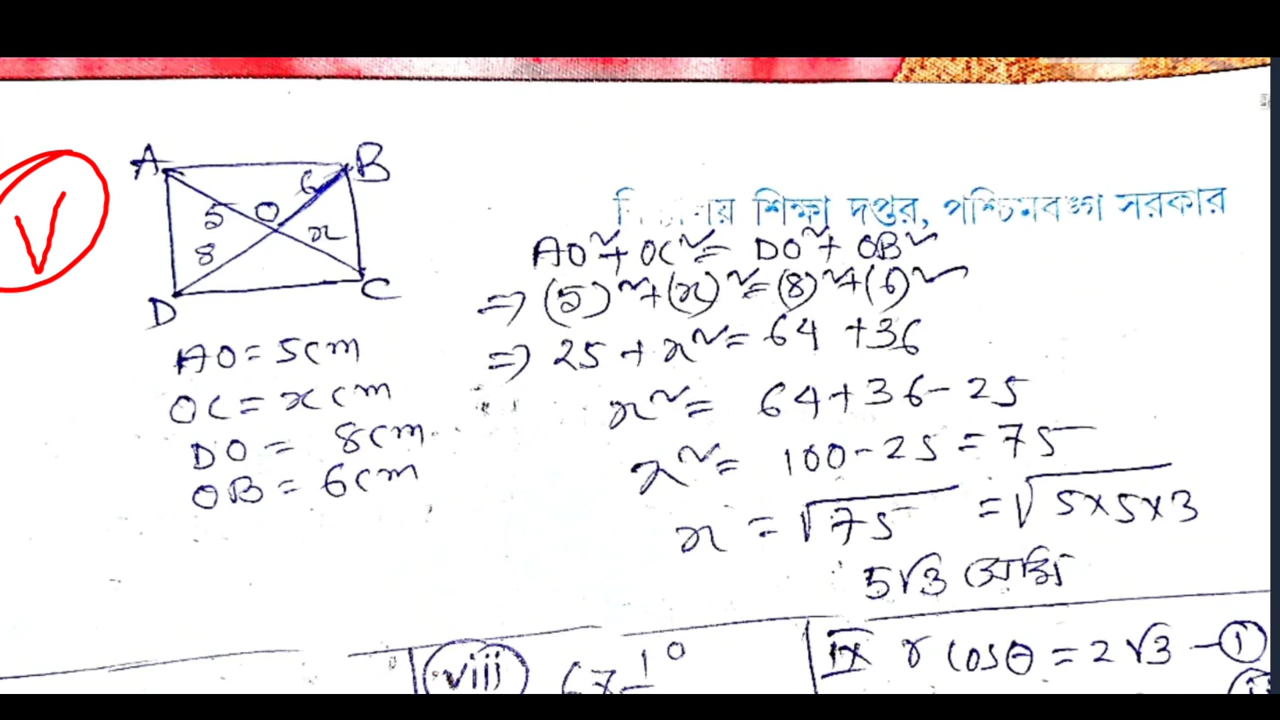 V
A B
6
5 O
x
8
D C
শিক্ষা দপ্তর, পশ্চিমবঙ্গ সরকার
AO² + OC² = DO² + OB²
=> (5)² + (x)² = (8)² + (6)²
=> 25 + x² = 64 + 36
x² = 64 + 36 - 25
x² = 100 - 25 = 75
x = √75 = √5×5×3
5√3 সেমি
AO = 5cm
OC = x cm
DO = 8cm
OB = 6cm
viii
ix r cosθ = 2√3 — i